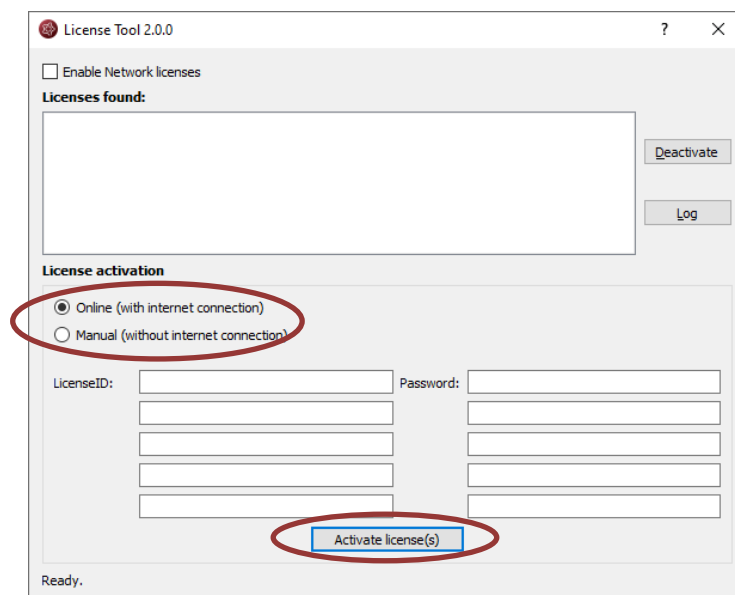 License Tool 2.0.0 ?
Enable Network licenses
Licenses found:
Deactivate
Log
License activation
Online (with internet connection)
Manual (without internet connection)
LicenseID: Password:
Activate license(s)
Ready.